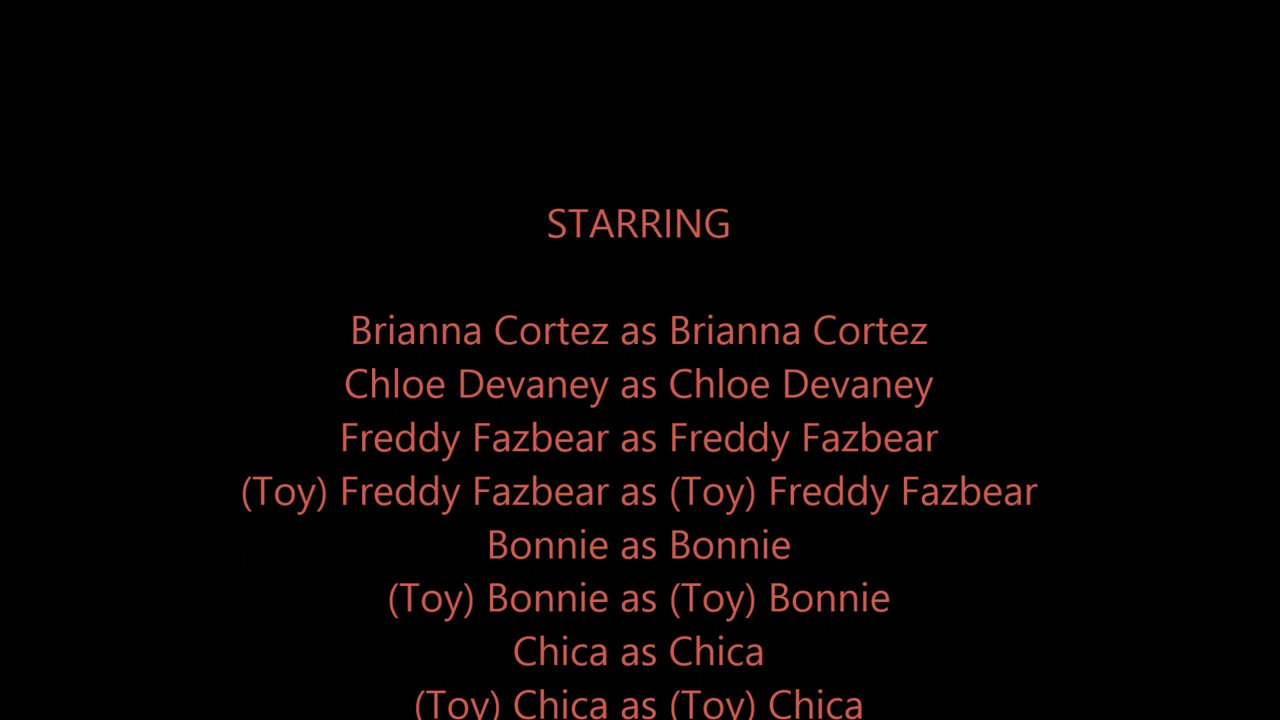 STARRING
Brianna Cortez as Brianna Cortez
Chloe Devaney as Chloe Devaney
Freddy Fazbear as Freddy Fazbear
(Toy) Freddy Fazbear as (Toy) Freddy Fazbear
Bonnie as Bonnie
(Toy) Bonnie as (Toy) Bonnie
Chica as Chica
(Toy) Chica as (Toy) Chica